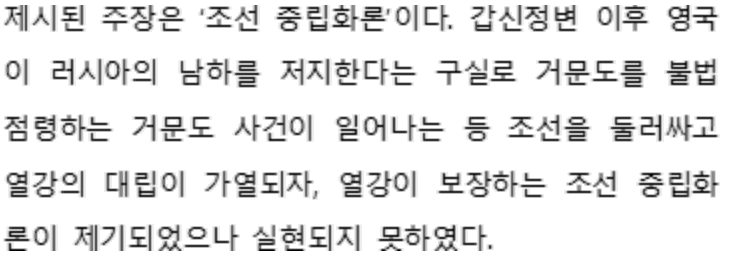 제시된 주장은 ‘조선 중립화론’이다. 갑신정변 이후 영국
이 러시아의 남하를 저지한다는 구실로 거문도를 불법
점령하는 거문도 사건이 일어나는 등 조선을 둘러싸고
열강의 대립이 가열되자, 열강이 보장하는 조선 중립화
론이 제기되었으나 실현되지 못하였다.